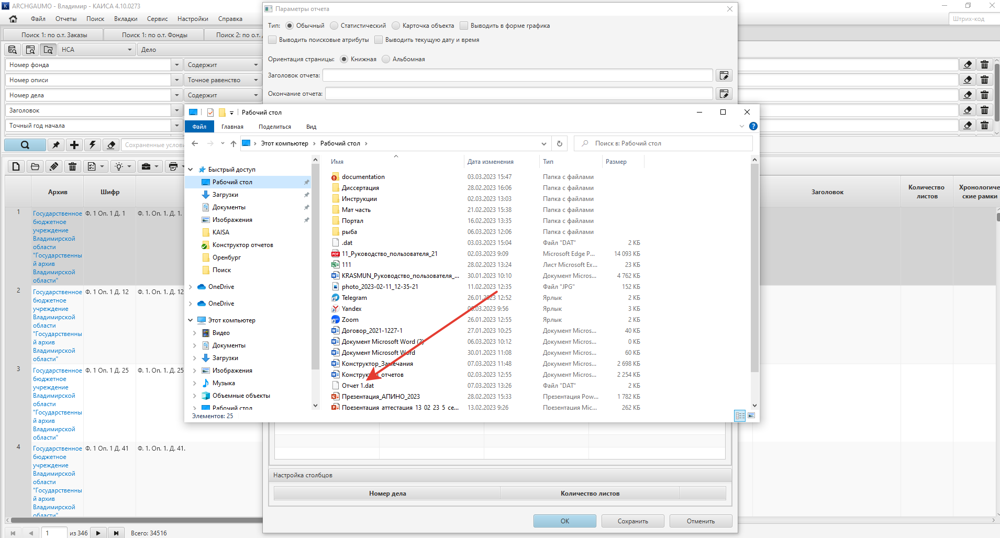 ARCHGAUMO - Владимир - КАИСА 4.10.0273
Файл Отчеты Поиск Вкладки Сервис Настройки Справка
Штрих-код
Поиск 1: по о.т. Заказы
Поиск 1: по о.т. Фонды
Поиск 2: по о.т.
НСА
Дело
Номер фонда
Содержит
Номер описи
Точное равенство
Номер дела
Содержит
Заголовок
Точный год начала
Сохраненные
Параметры отчета
Тип: Обычный Статистический Карточка объекта Выводить в форме графика
Выводить поисковые атрибуты Выводить текущую дату и время
Ориентация страницы: Книжная Альбомная
Заголовок отчета:
Окончание отчета:
Рабочий стол
Файл Главная Поделиться Вид
Этот компьютер Рабочий стол
Поиск в: Рабочий стол
Быстрый доступ
Рабочий стол
Загрузки
Документы
Изображения
KAISA
Конструктор отчетов
Оренбург
Поиск
OneDrive
OneDrive
Этот компьютер
Видео
Документы
Загрузки
Изображения
Музыка
Объемные объекты
Рабочий стол
Имя Дата изменения Тип Размер
documentation 03.03.2023 15:47 Папка с файлами
Диссертация 28.02.2023 16:06 Папка с файлами
Инструкции 02.03.2023 13:03 Папка с файлами
Мат часть 21.02.2023 15:38 Папка с файлами
Портал 16.02.2023 13:35 Папка с файлами
рыба 06.03.2023 12:06 Папка с файлами
.dat 03.03.2023 15:04 Файл "DAT" 2 КБ
11_Руководство_пользователя_21 02.03.2023 9:09 Microsoft Edge P... 14 093 КБ
111 28.02.2023 13:24 Лист Microsoft Ex... 23 КБ
KRASMUN_Руководство_пользователя_... 30.01.2023 10:10 Документ Micros... 4 762 КБ
photo_2023-02-11_12-35-21 11.02.2023 12:35 Файл "JPG" 152 КБ
Telegram 26.01.2023 12:52 Ярлык 2 КБ
Yandex 06.03.2023 9:56 Ярлык 3 КБ
Zoom 26.01.2023 12:55 Ярлык 2 КБ
Договор_2021-1227-1 27.01.2023 10:25 Документ Micros... 40 КБ
Документ Microsoft Word (2) 06.03.2023 10:12 Документ Micros... 0 КБ
Документ Microsoft Word 30.01.2023 11:08 Документ Micros... 60 КБ
Конструктор_Замечания 07.03.2023 11:48 Документ Micros... 2 698 КБ
Конструктор_отчетов 02.03.2023 12:55 Документ Micros... 2 254 КБ
Отчет 1.dat 07.03.2023 13:26 Файл "DAT" 2 КБ
Презентация_АПИНО_2023 28.02.2023 15:33 Презентация Pow... 1 782 КБ
Презентация_аттестация_13_02_23_5_се... 13.02.2023 9:26 Презентация Mic... 262 КБ
Элементов: 25
Архив Шифр
Заголовок
Количество листов
Хронологиче
ские рамки
1
Государственное
бюджетное
учреждение
Владимирской
области
"Государственны
й архив
Владимирской
области"
Ф. 1 Оп. 1 Д. 1
Ф. 1. Оп. 1. Д. 1.
2
Государственное
бюджетное
учреждение
Владимирской
области
"Государственны
й архив
Владимирской
области"
Ф. 1 Оп. 1 Д. 12
Ф. 1. Оп. 1. Д. 12
3
Государственное
бюджетное
учреждение
Владимирской
области
"Государственны
й архив
Владимирской
области"
Ф. 1 Оп. 1 Д. 25
Ф. 1. Оп. 1. Д. 25
4
Государственное
бюджетное
учреждение
Владимирской
области
"Государственны
й архив
Владимирской
области"
Ф. 1 Оп. 1 Д. 41
Ф. 1. Оп. 1. Д. 41.
Настройка столбцов
Номер дела Количество листов
OK Сохранить Отменить
1 из 346 Всего: 34516